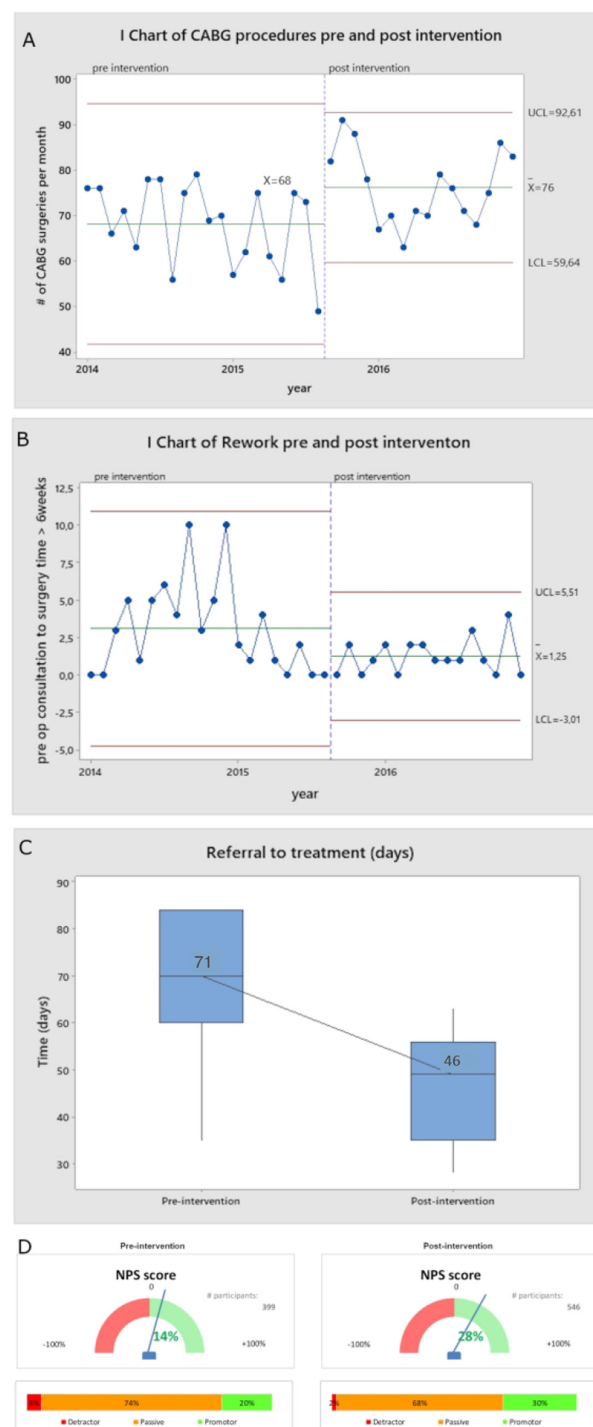 A
I Chart of CABG procedures pre and post intervention
pre intervention
post intervention
100
90
80
70
60
50
40
# of CABG surgeries per month
X=68
UCL=92,61
_
X=76
LCL=59,64
2014
2015
2016
year
B
I Chart of Rework pre and post interventon
pre intervention
post intervention
12,5
10,0
7,5
5,0
2,5
0,0
-2,5
-5,0
pre op consultation to surgery time > 6weeks
UCL=5,51
_
X=1,25
LCL=-3,01
2014
2015
2016
year
C
Referral to treatment (days)
90
80
70
60
50
40
30
Time (days)
71
46
Pre-intervention
Post-intervention
D
Pre-intervention
NPS score
0
# participants:
399
14%
-100%
+100%
74%
20%
Detractor
Passive
Promotor
Post-intervention
NPS score
0
# participants:
546
28%
-100%
+100%
2%
68%
30%
Detractor
Passive
Promotor